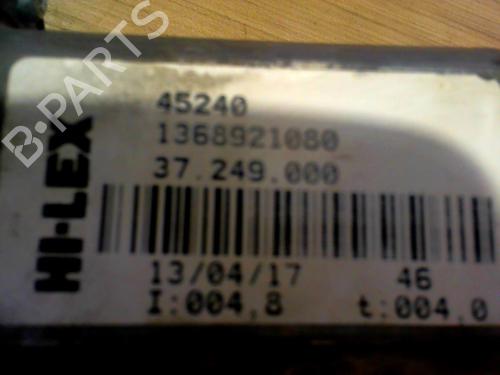 B-PARTS
HI-LEX
45240
1368921080
37.249.000
13/04/17 46
I:004,8 t:004,0